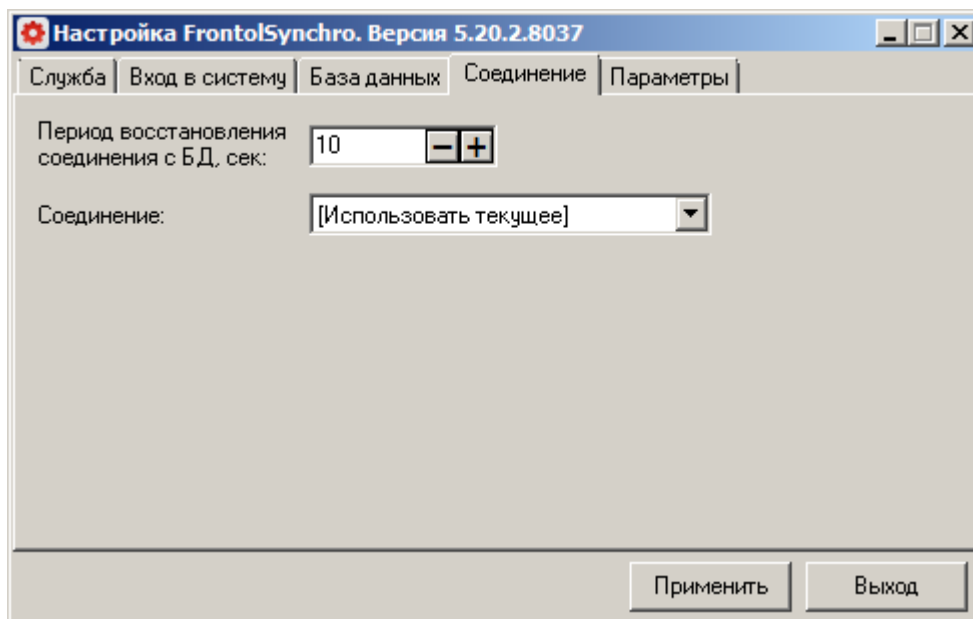 Настройка FrontolSynchro. Версия 5.20.2.8037
Служба Вход в систему База данных Соединение Параметры
Период восстановления
соединения с БД, сек:
10
Соединение:
[Использовать текущее]
Применить Выход